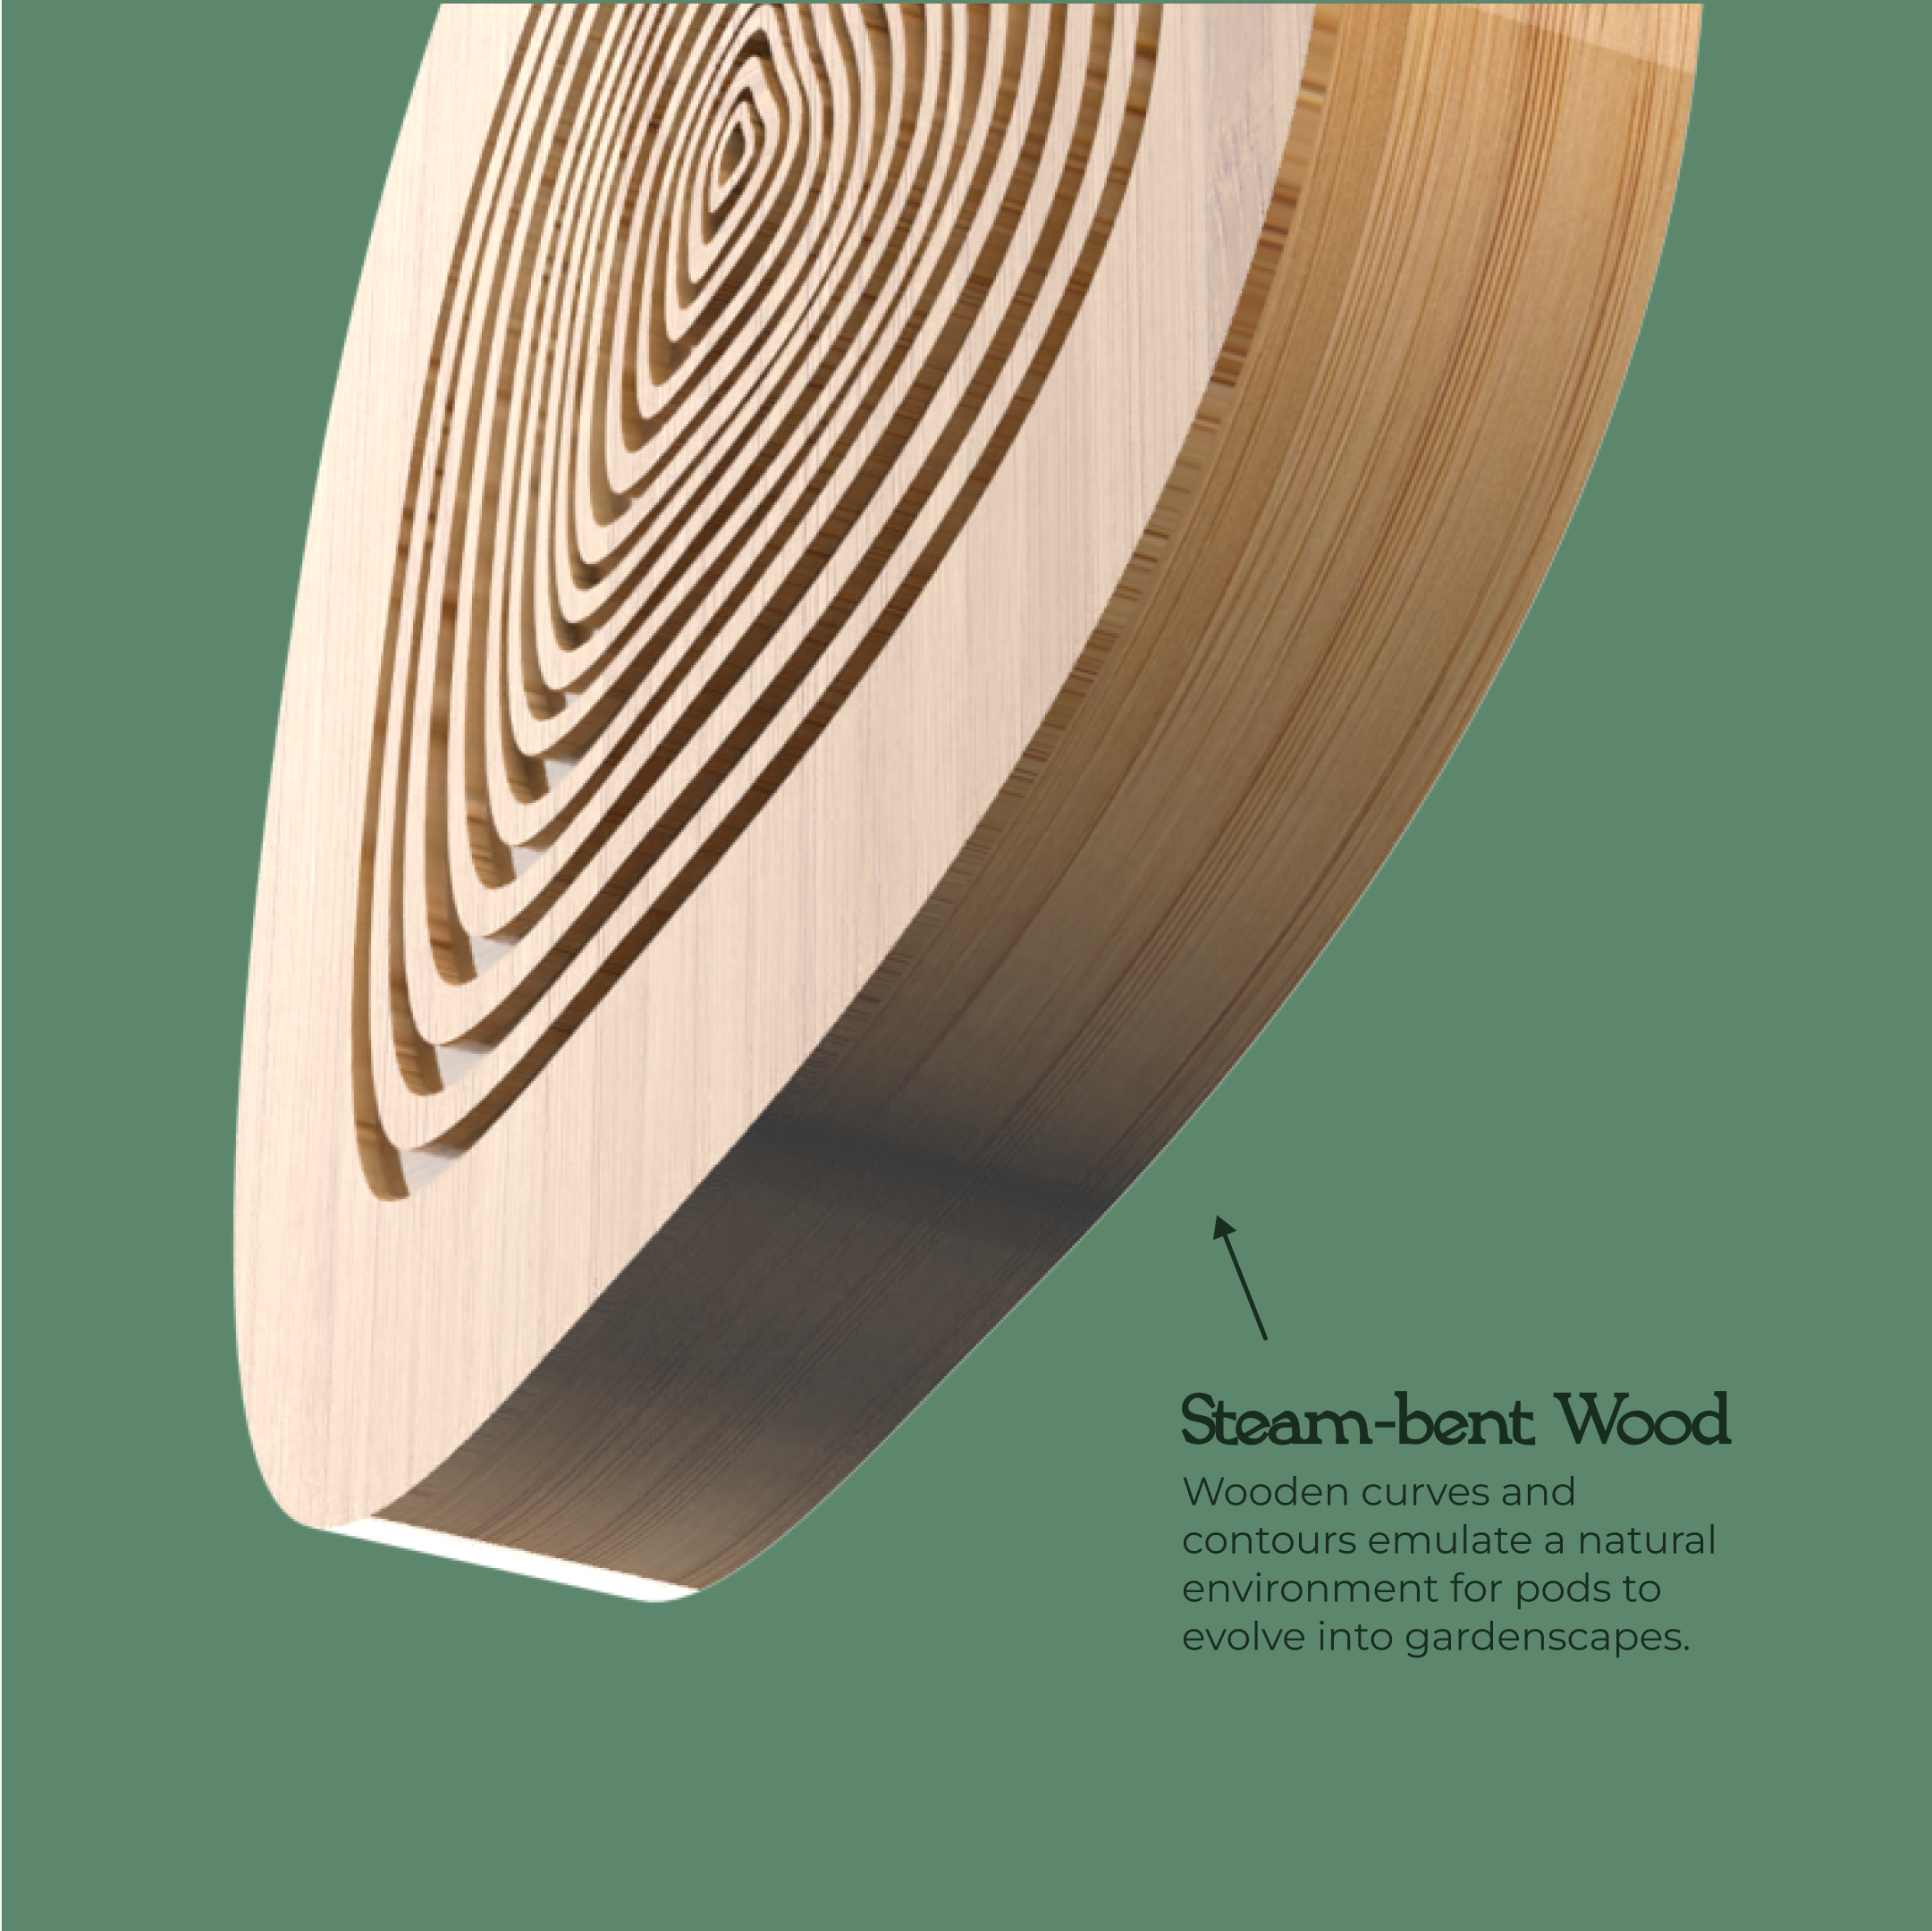 Steam-bent Wood
Wooden curves and
contours emulate a natural
environment for pods to
evolve into gardenscapes.